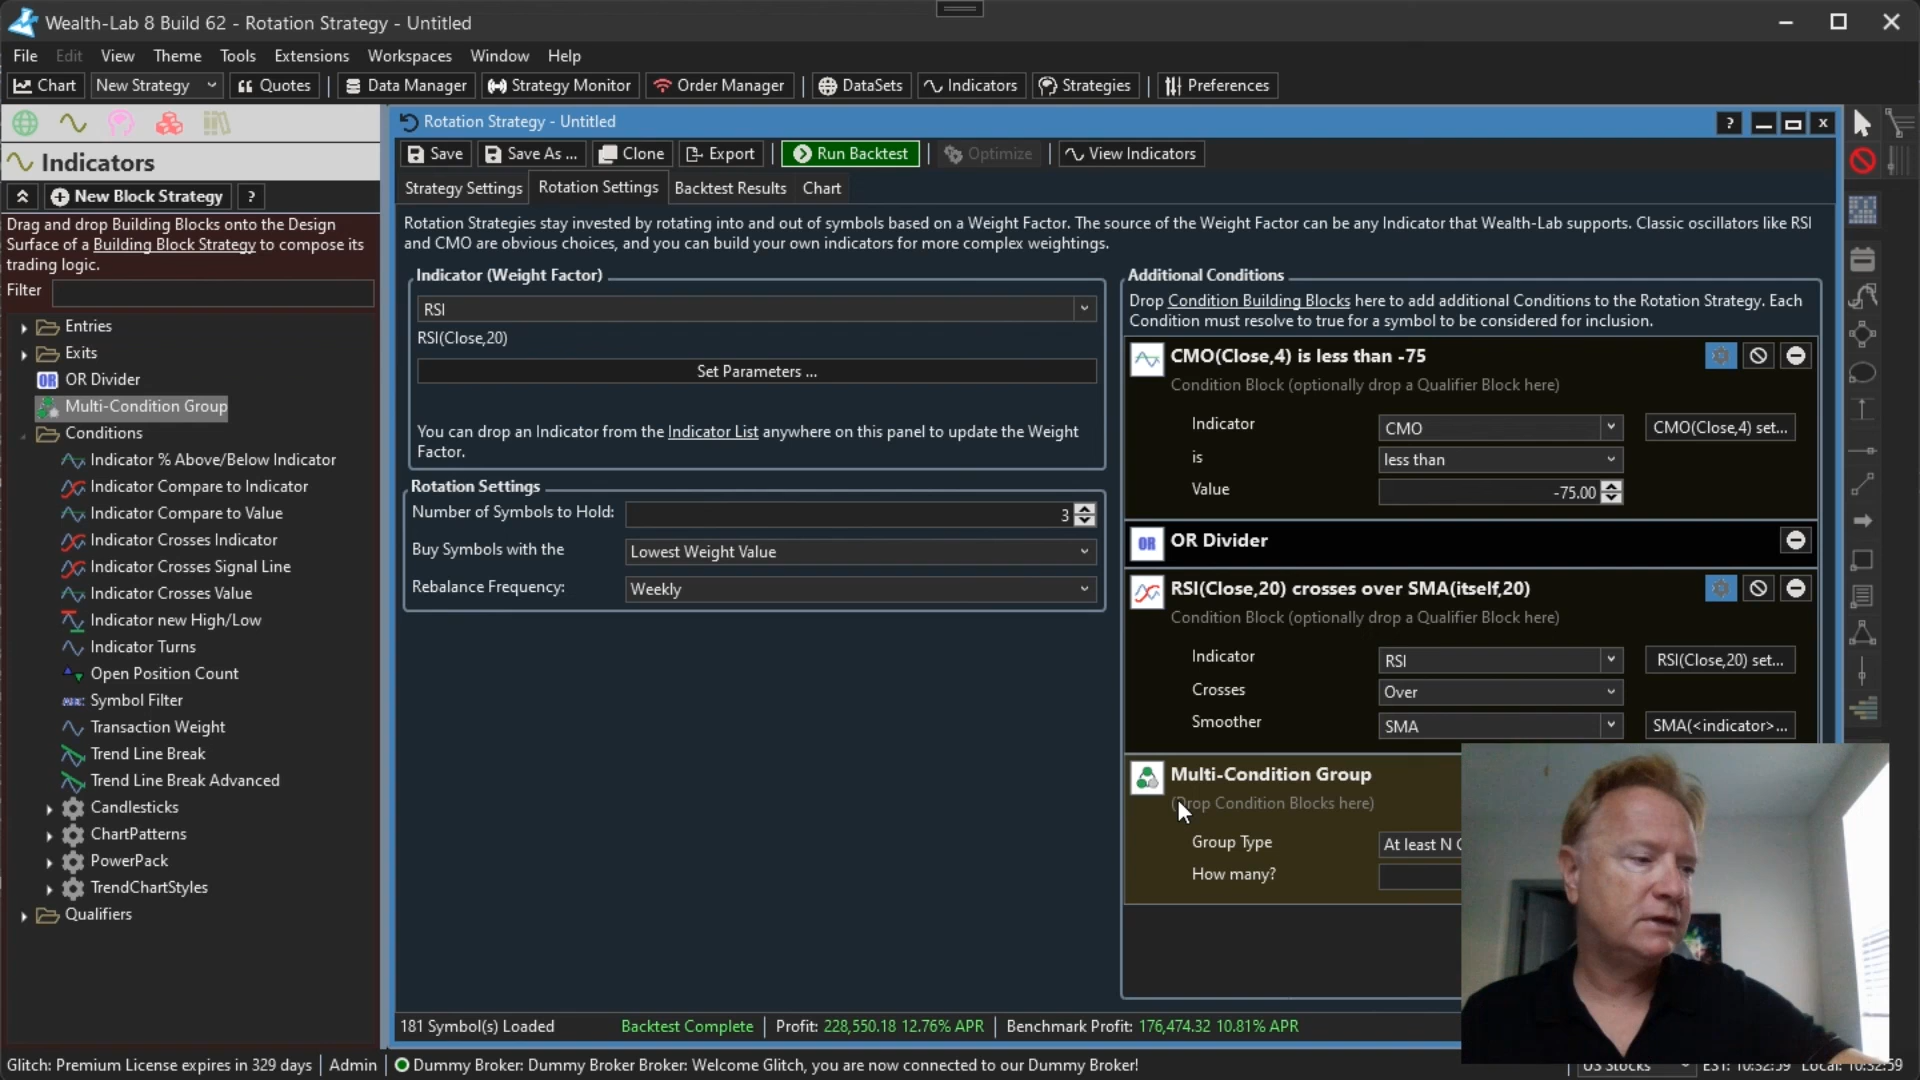 Wealth-Lab 8 Build 62 - Rotation Strategy - Untitled
File Edit View Theme Tools Extensions Workspaces Window Help
Chart New Strategy Quotes Data Manager Strategy Monitor Order Manager DataSets Indicators Strategies Preferences
Indicators
New Block Strategy ?
Drag and drop Building Blocks onto the Design
Surface of a Building Block Strategy to compose its
trading logic.
Filter
Entries
Exits
OR OR Divider
Multi-Condition Group
Conditions
Indicator % Above/Below Indicator
Indicator Compare to Indicator
Indicator Compare to Value
Indicator Crosses Indicator
Indicator Crosses Signal Line
Indicator Crosses Value
Indicator new High/Low
Indicator Turns
Open Position Count
Symbol Filter
Transaction Weight
Trend Line Break
Trend Line Break Advanced
Candlesticks
ChartPatterns
PowerPack
TrendChartStyles
Qualifiers
Rotation Strategy - Untitled
?
Save Save As ... Clone Export Run Backtest Optimize View Indicators
Strategy Settings Rotation Settings Backtest Results Chart
Rotation Strategies stay invested by rotating into and out of symbols based on a Weight Factor. The source of the Weight Factor can be any Indicator that Wealth-Lab supports. Classic oscillators like RSI
and CMO are obvious choices, and you can build your own indicators for more complex weightings.
Indicator (Weight Factor)
RSI
RSI(Close,20)
Set Parameters ...
You can drop an Indicator from the Indicator List anywhere on this panel to update the Weight
Factor.
Rotation Settings
Number of Symbols to Hold: 3
Buy Symbols with the Lowest Weight Value
Rebalance Frequency: Weekly
Additional Conditions
Drop Condition Building Blocks here to add additional Conditions to the Rotation Strategy. Each
Condition must resolve to true for a symbol to be considered for inclusion.
CMO(Close,4) is less than -75
Condition Block (optionally drop a Qualifier Block here)
Indicator CMO CMO(Close,4) set...
is less than
Value -75.00
OR OR Divider
RSI(Close,20) crosses over SMA(itself,20)
Condition Block (optionally drop a Qualifier Block here)
Indicator RSI RSI(Close,20) set...
Crosses Over
Smoother SMA SMA(<indicator>...
Multi-Condition Group
(Drop Condition Blocks here)
Group Type At least N
How many?
181 Symbol(s) Loaded Backtest Complete Profit: 228,550.18 12.76% APR Benchmark Profit: 176,474.32 10.81% APR
Glitch: Premium License expires in 329 days Admin Dummy Broker: Dummy Broker Broker: Welcome Glitch, you are now connected to our Dummy Broker! US Stocks EST: 10:32:59 Local: 10:32:59